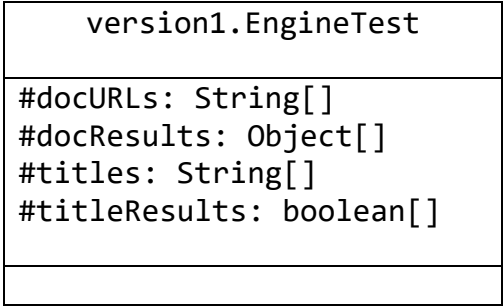 version1.EngineTest
#docURLs: String[]
#docResults: Object[]
#titles: String[]
#titleResults: boolean[]